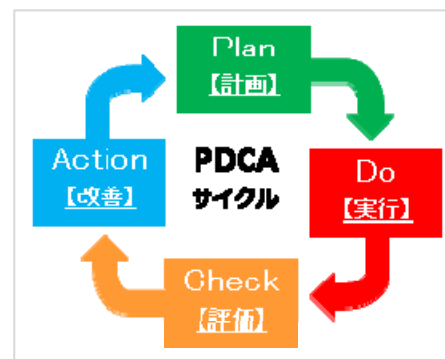 Plan
【計画】
Do
【実行】
Check
【評価】
Action
【改善】
PDCA
サイクル